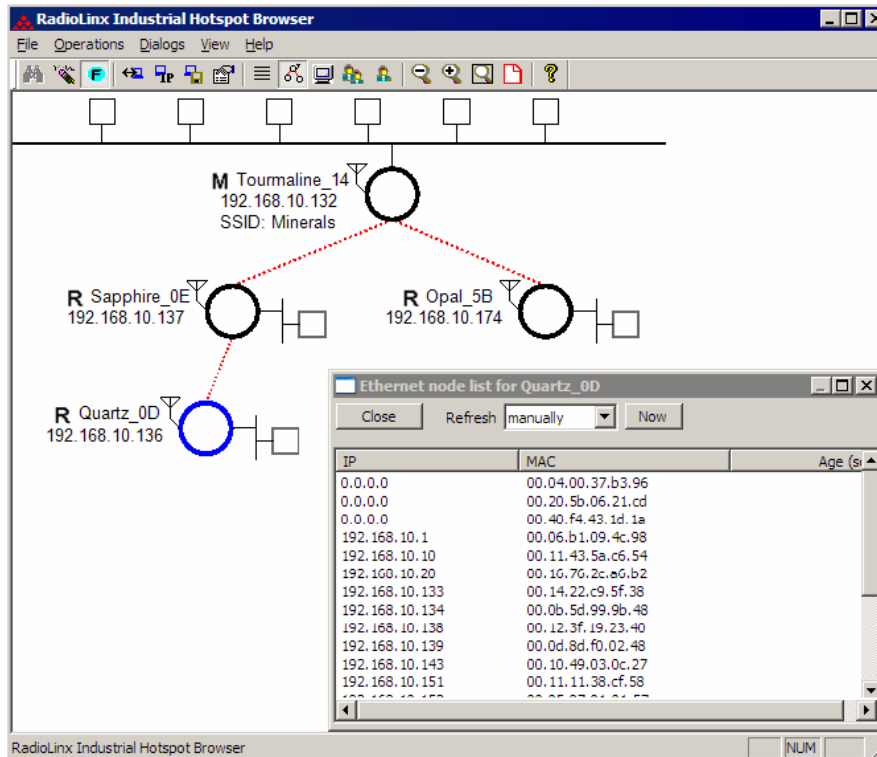 RadioLinx Industrial Hotspot Browser
File Operations Dialogs View Help
F IP ?
M Tourmaline_14
192.168.10.132
SSID: Minerals
R Sapphire_0E
192.168.10.137
R Opal_5B
192.168.10.174
R Quartz_0D
192.168.10.136
Ethernet node list for Quartz_0D
Close Refresh manually Now
IP MAC Age (s
0.0.0.0 00.04.00.37.b3.96
0.0.0.0 00.20.5b.06.21.cd
0.0.0.0 00.40.f4.43.1d.1a
192.168.10.1 00.06.b1.09.4c.98
192.168.10.10 00.11.43.5a.c6.54
192.168.10.20 00.16.76.2c.a6.b2
192.168.10.133 00.14.22.c9.5f.38
192.168.10.134 00.0b.5d.99.9b.48
192.168.10.138 00.12.3f.19.23.40
192.168.10.139 00.0d.8d.f0.02.48
192.168.10.143 00.10.49.03.0c.27
192.168.10.151 00.11.11.38.cf.58
RadioLinx Industrial Hotspot Browser NUM